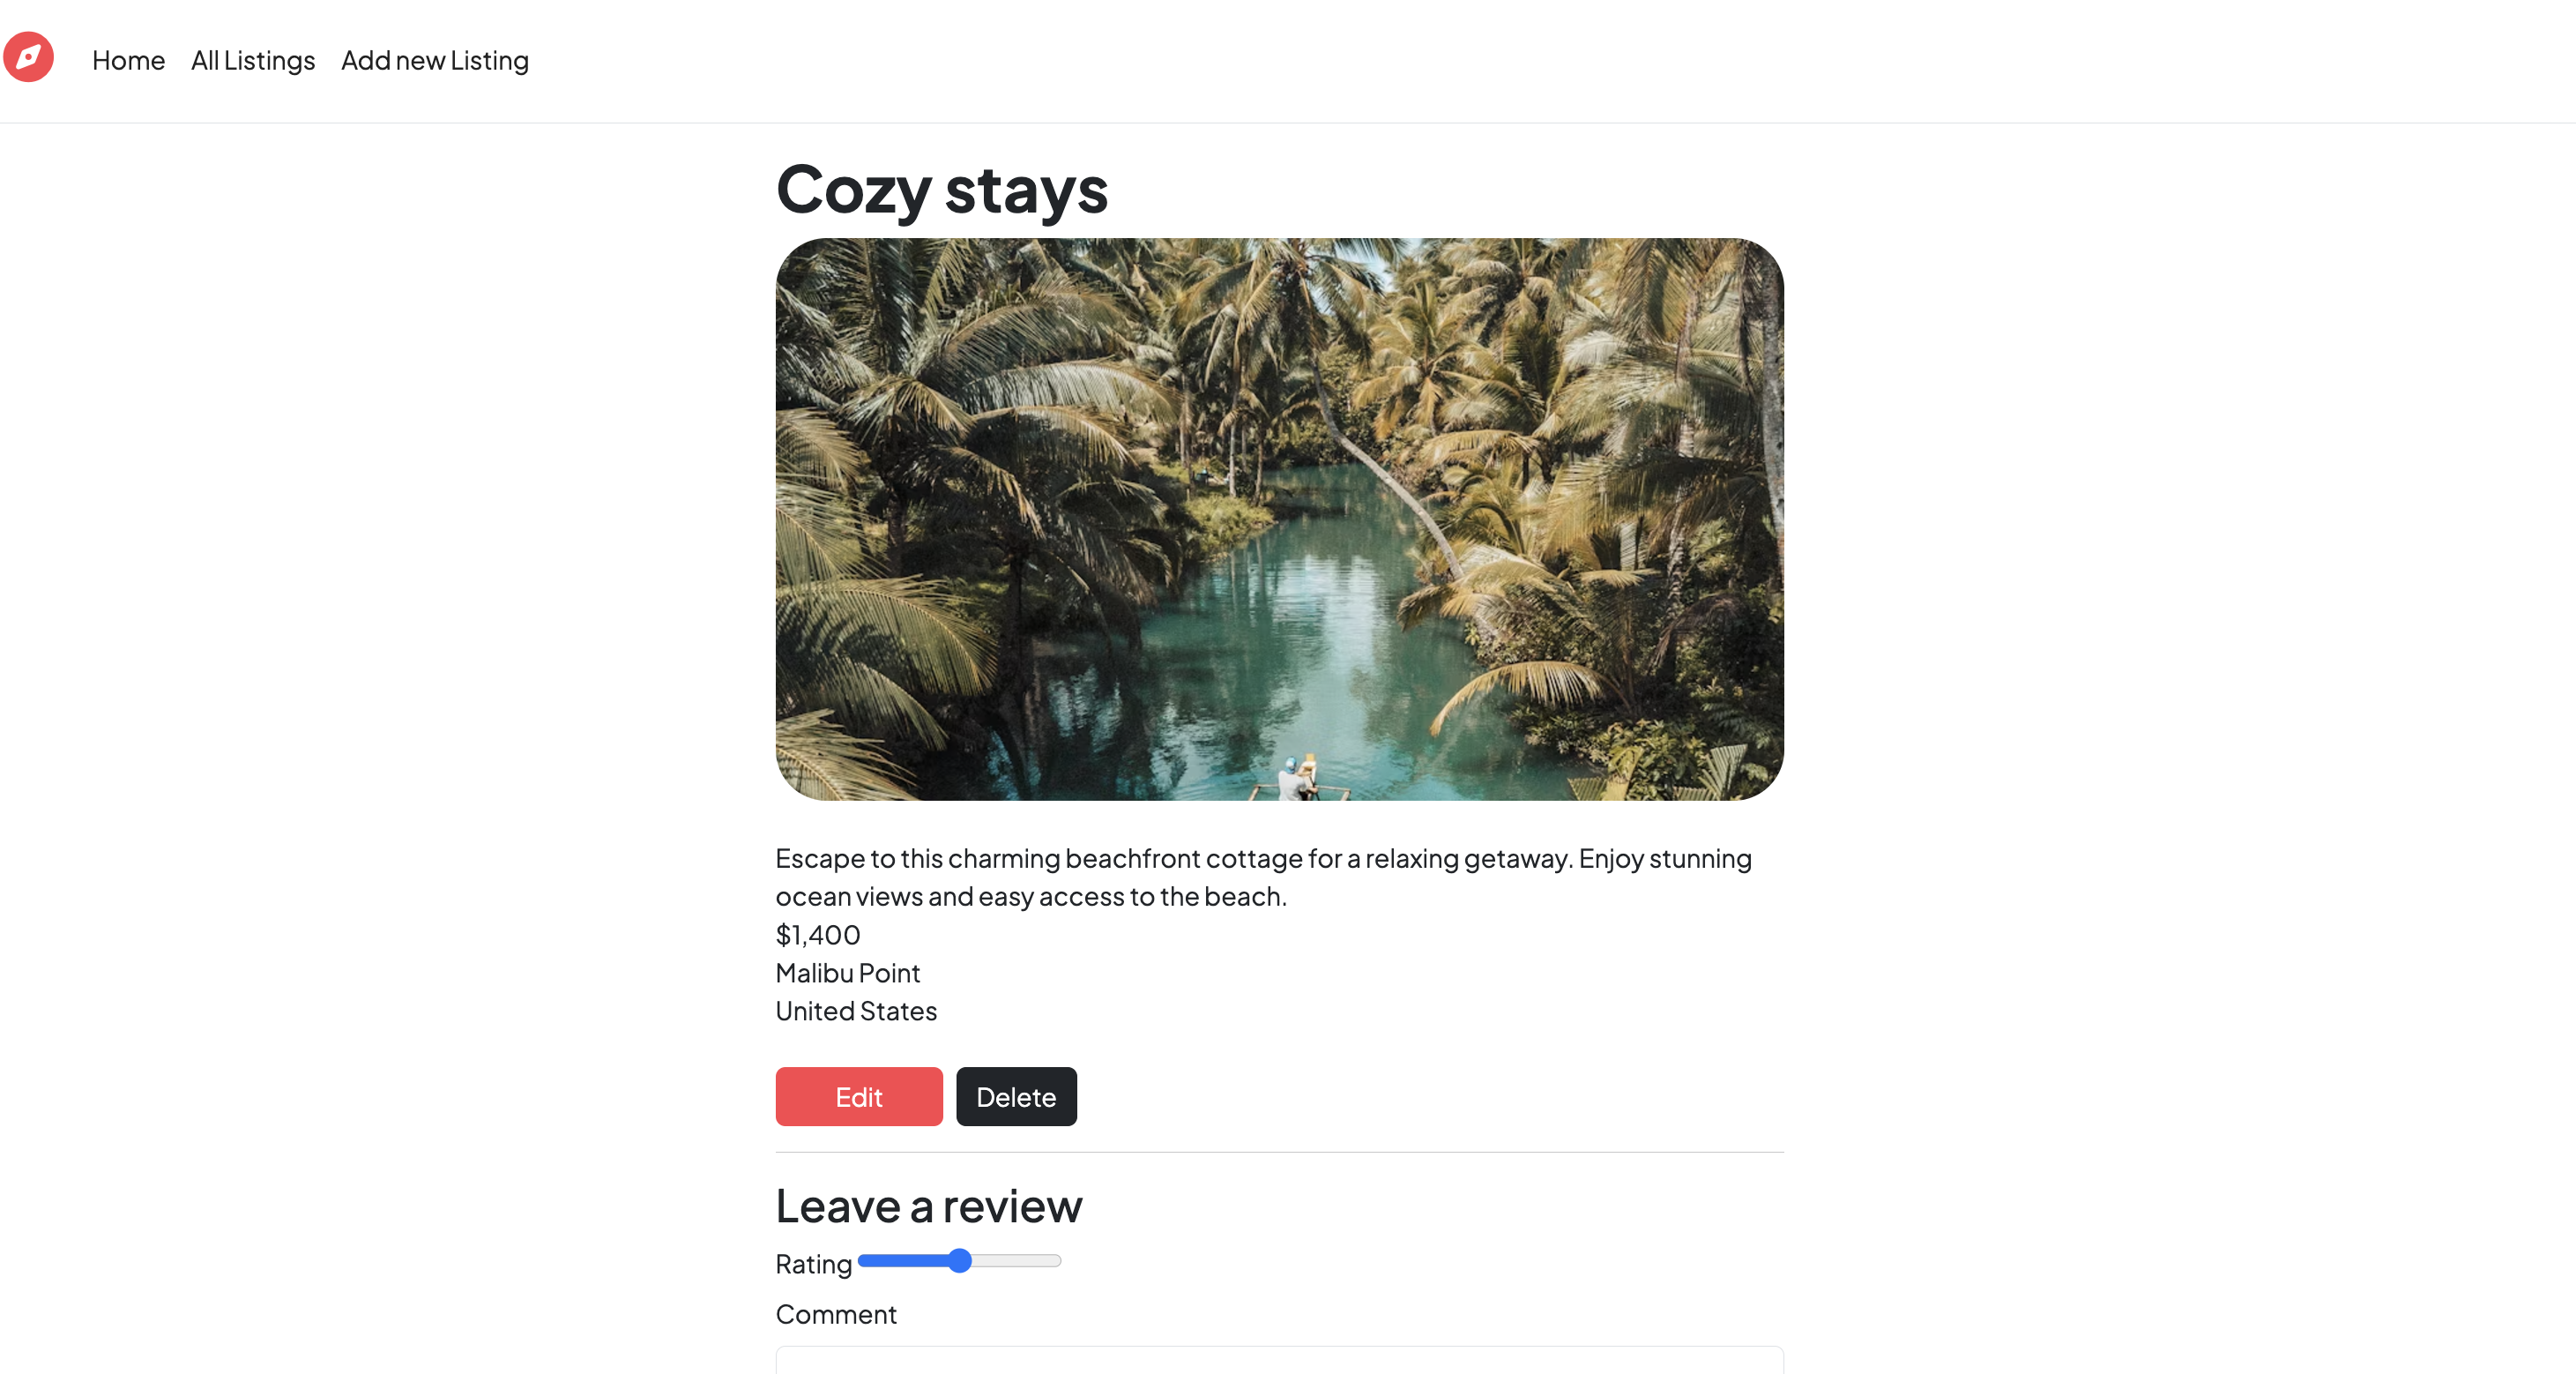 Home All Listings Add new Listing
Cozy stays
Escape to this charming beachfront cottage for a relaxing getaway. Enjoy stunning
ocean views and easy access to the beach.
$1,400
Malibu Point
United States
Edit Delete
Leave a review
Rating
Comment